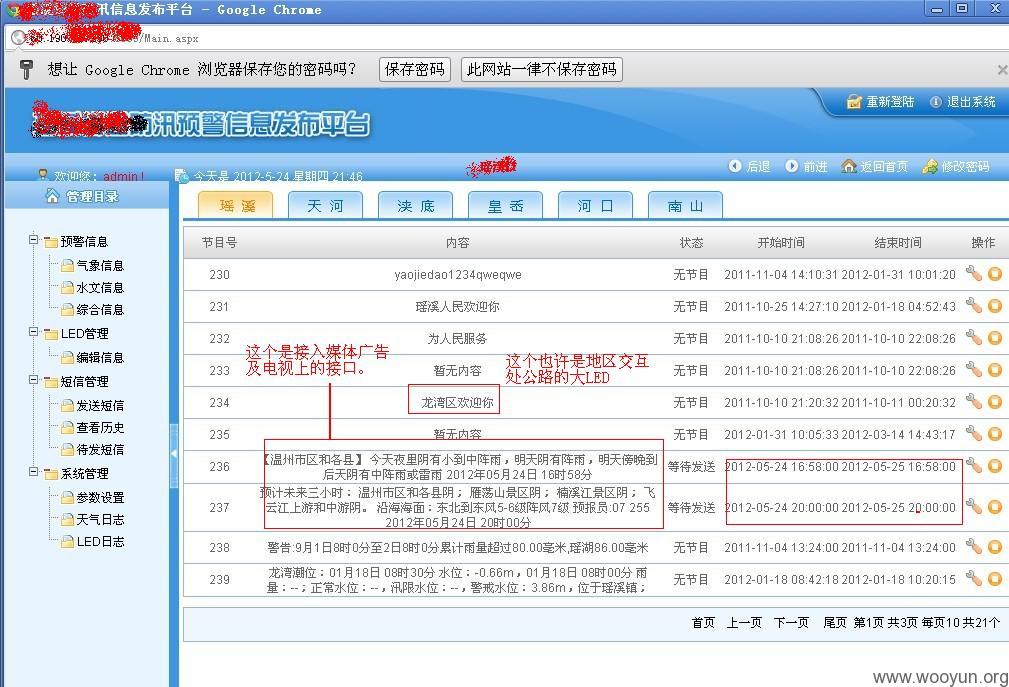 汛信息发布平台 - Google Chrome
/Main.aspx
想让 Google Chrome 浏览器保存您的密码吗？ 保存密码 此网站一律不保存密码
重新登陆 退出系统
汛预警信息发布平台
欢迎您：admin！ 今天是 2012-5-24 星期四 21:46 后退 前进 返回首页 修改密码
管理目录
预警信息
气象信息
水文信息
综合信息
LED管理
编辑信息
短信管理
发送短信
查看历史
待发短信
系统管理
参数设置
天气日志
LED日志
瑶溪 天河 渎底 皇岙 河口 南山
节目号 内容 状态 开始时间 结束时间 操作
230 yaojiedao1234qweqwe 无节目 2011-11-04 14:10:31 2012-01-31 10:01:20
231 瑶溪人民欢迎你 无节目 2011-10-25 14:27:10 2012-01-18 04:52:43
232 为人民服务 无节目 2011-10-10 21:08:26 2011-10-10 22:08:26
这个是接入媒体广告
及电视上的接口。
这个也许是地区交互
处公路的大LED
233 暂无内容 无节目 2011-10-10 21:08:26 2011-10-10 22:08:26
234 龙湾区欢迎你 无节目 2011-10-10 21:20:32 2011-10-11 00:20:32
235 暂无内容 无节目 2012-01-31 10:05:33 2012-03-14 14:43:17
236 【温州市区和各县】今天夜里阴有小到中阵雨，明天阴有阵雨，明天傍晚到
后天阴有中阵雨或雷雨 2012年05月24日 16时58分 等待发送 2012-05-24 16:58:00 2012-05-25 16:58:00
237 预计未来三小时：温州市区和各县阴；雁荡山景区阴；楠溪江景区阴；飞
云江上游和中游阴。沿海海面：东北到东风5-6级阵风7级 预报员:07 255
2012年05月24日 20时00分 等待发送 2012-05-24 20:00:00 2012-05-25 20:00:00
238 警告:9月1日8时0分至2日8时0分累计雨量超过80.00毫米,瑶湖86.00毫米 无节目 2011-11-04 13:24:00 2011-11-04 13:24:00
239 龙湾潮位：01月18日 08时30分 水位：-0.66m，01月18日 08时00分 雨
量：--；正常水位：--，汛限水位：--，警戒水位：3.86m，位于瑶溪镇； 无节目 2012-01-18 08:42:18 2012-01-18 10:20:15
首页 上一页 下一页 尾页 第1页 共3页 每页10 共21个
www.wooyun.org